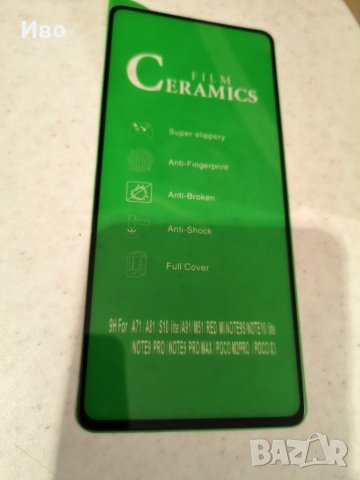 Иво
FILM
CERAMICS
Super slippery
Anti-Fingerprint
Anti-Broken
Anti-Shock
Full Cover
9H For A71 /A81 /S10 lite /A91 M51 RED MI NOTE9S/NOTE10 lite
/NOTE9 PRO/ /NOTE9 PRO MAX/ /POCO M2PRO / /POCO X3
BAZAR
bg